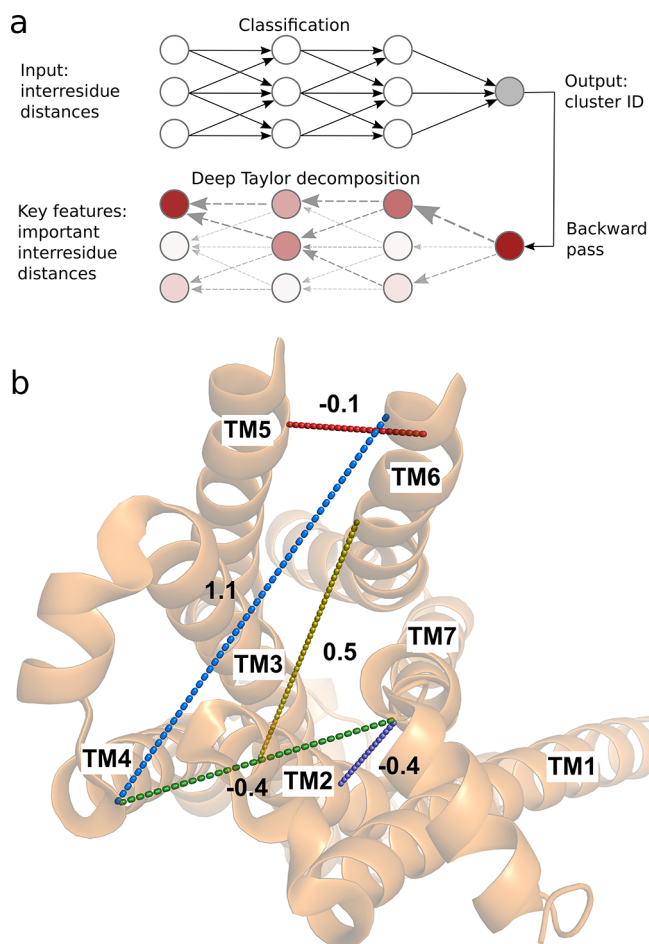 a
Classification
Input:
interresidue
distances
Output:
cluster ID
Deep Taylor decomposition
Key features:
important
interresidue
distances
Backward
pass
b
-0.1
TM5
TM6
1.1
TM3
0.5
TM7
TM4
-0.4
TM2
-0.4
TM1